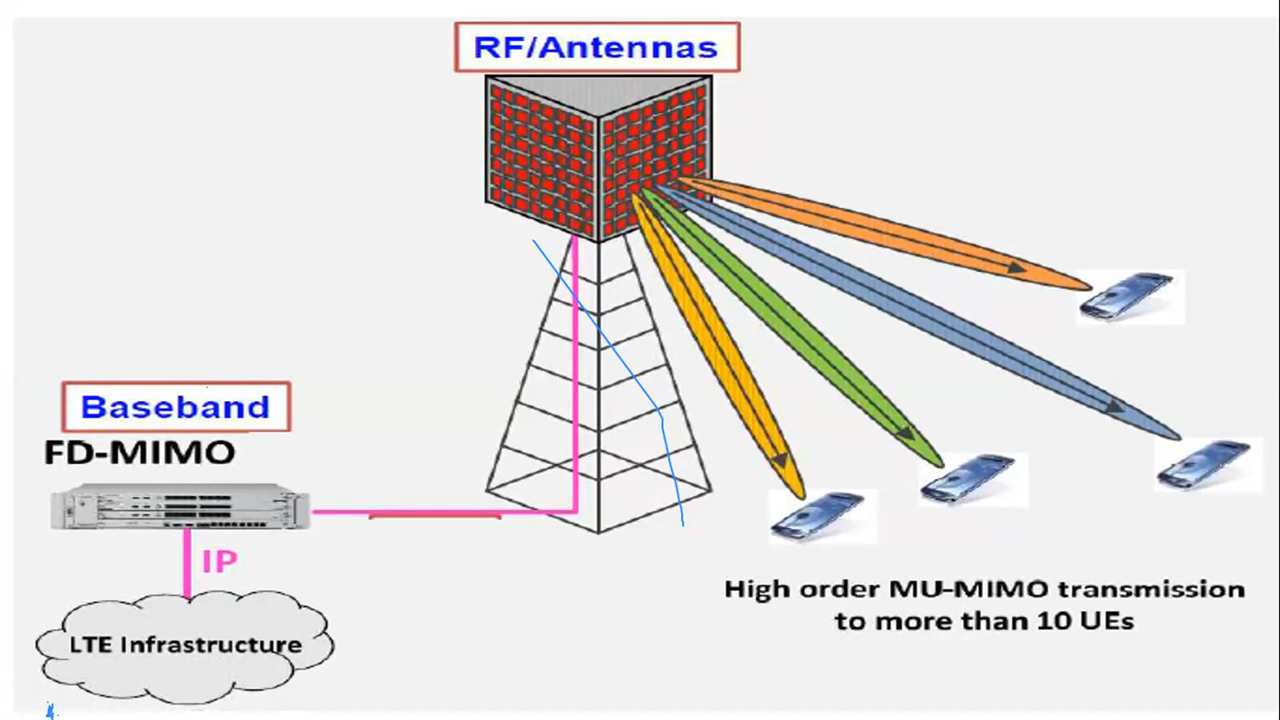 RF/Antennas
Baseband
FD-MIMO
IP
LTE Infrastructure
High order MU-MIMO transmission
to more than 10 UEs